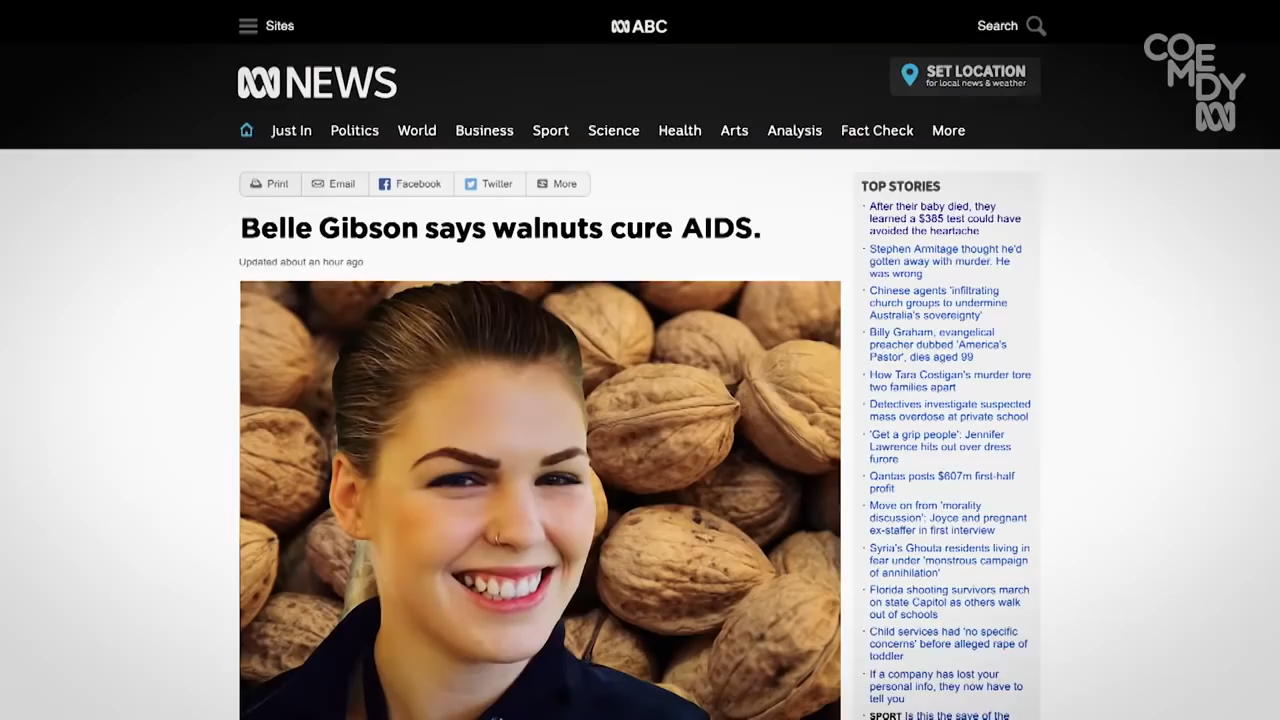 Sites
ABC
Search
COEMDY
NEWS
SET LOCATION
for local news & weather
Just In
Politics
World
Business
Sport
Science
Health
Arts
Analysis
Fact Check
More
Print
Email
Facebook
Twitter
More
Belle Gibson says walnuts cure AIDS.
Updated about an hour ago
TOP STORIES
After their baby died, they
learned a $385 test could have
avoided the heartache
Stephen Armitage thought he'd
gotten away with murder. He
was wrong
Chinese agents 'infiltrating
church groups to undermine
Australia's sovereignty'
Billy Graham, evangelical
preacher dubbed 'America's
Pastor', dies aged 99
How Tara Costigan's murder tore
two families apart
Detectives investigate suspected
mass overdose at private school
'Get a grip people': Jennifer
Lawrence hits out over dress
furore
Qantas posts $607m first-half
profit
Move on from 'morality
discussion': Joyce and pregnant
ex-staffer in first interview
Syria's Ghouta residents living in
fear under 'monstrous campaign
of annihilation'
Florida shooting survivors march
on state Capitol as others walk
out of schools
Child services had 'no specific
concerns' before alleged rape of
toddler
If a company has lost your
personal info, they now have to
tell you
SPORT Is this the save of the